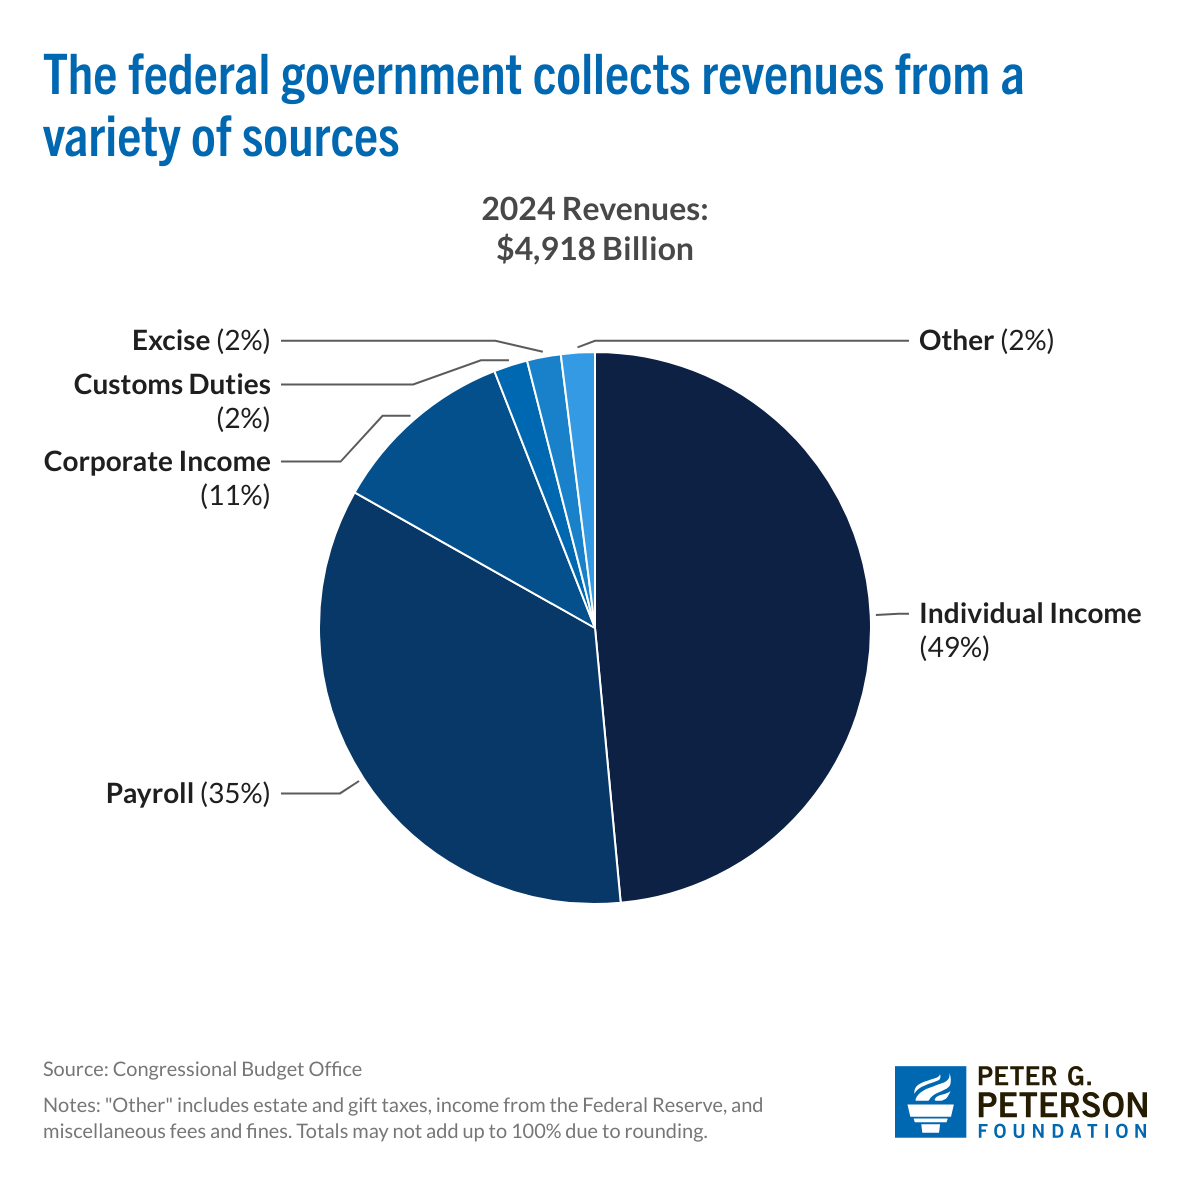 The federal government collects revenues from a
variety of sources
2024 Revenues:
$4,918 Billion
Excise (2%)
Customs Duties
(2%)
Corporate Income
(11%)
Payroll (35%)
Other (2%)
Individual Income
(49%)
Source: Congressional Budget Office
Notes: "Other" includes estate and gift taxes, income from the Federal Reserve, and
miscellaneous fees and fines. Totals may not add up to 100% due to rounding.
PETER G.
PETERSON
FOUNDATION